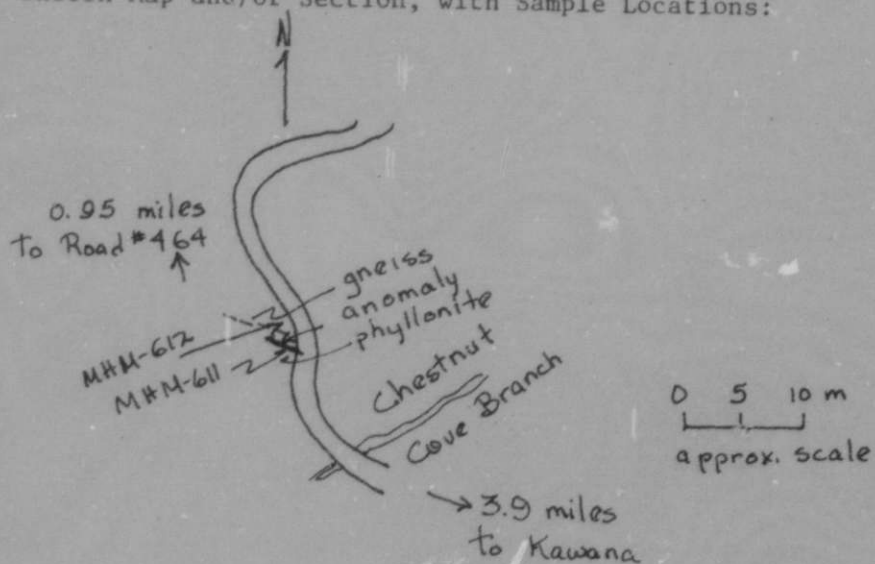 Map and/or Section, with Sample Locations:
N
0.95 miles
to Road #464
gneiss
anomaly
phyllonite
MHM-612
MHM-611
Chestnut
Cove Branch
0 5 10 m
approx. scale
3.9 miles
to Kawana